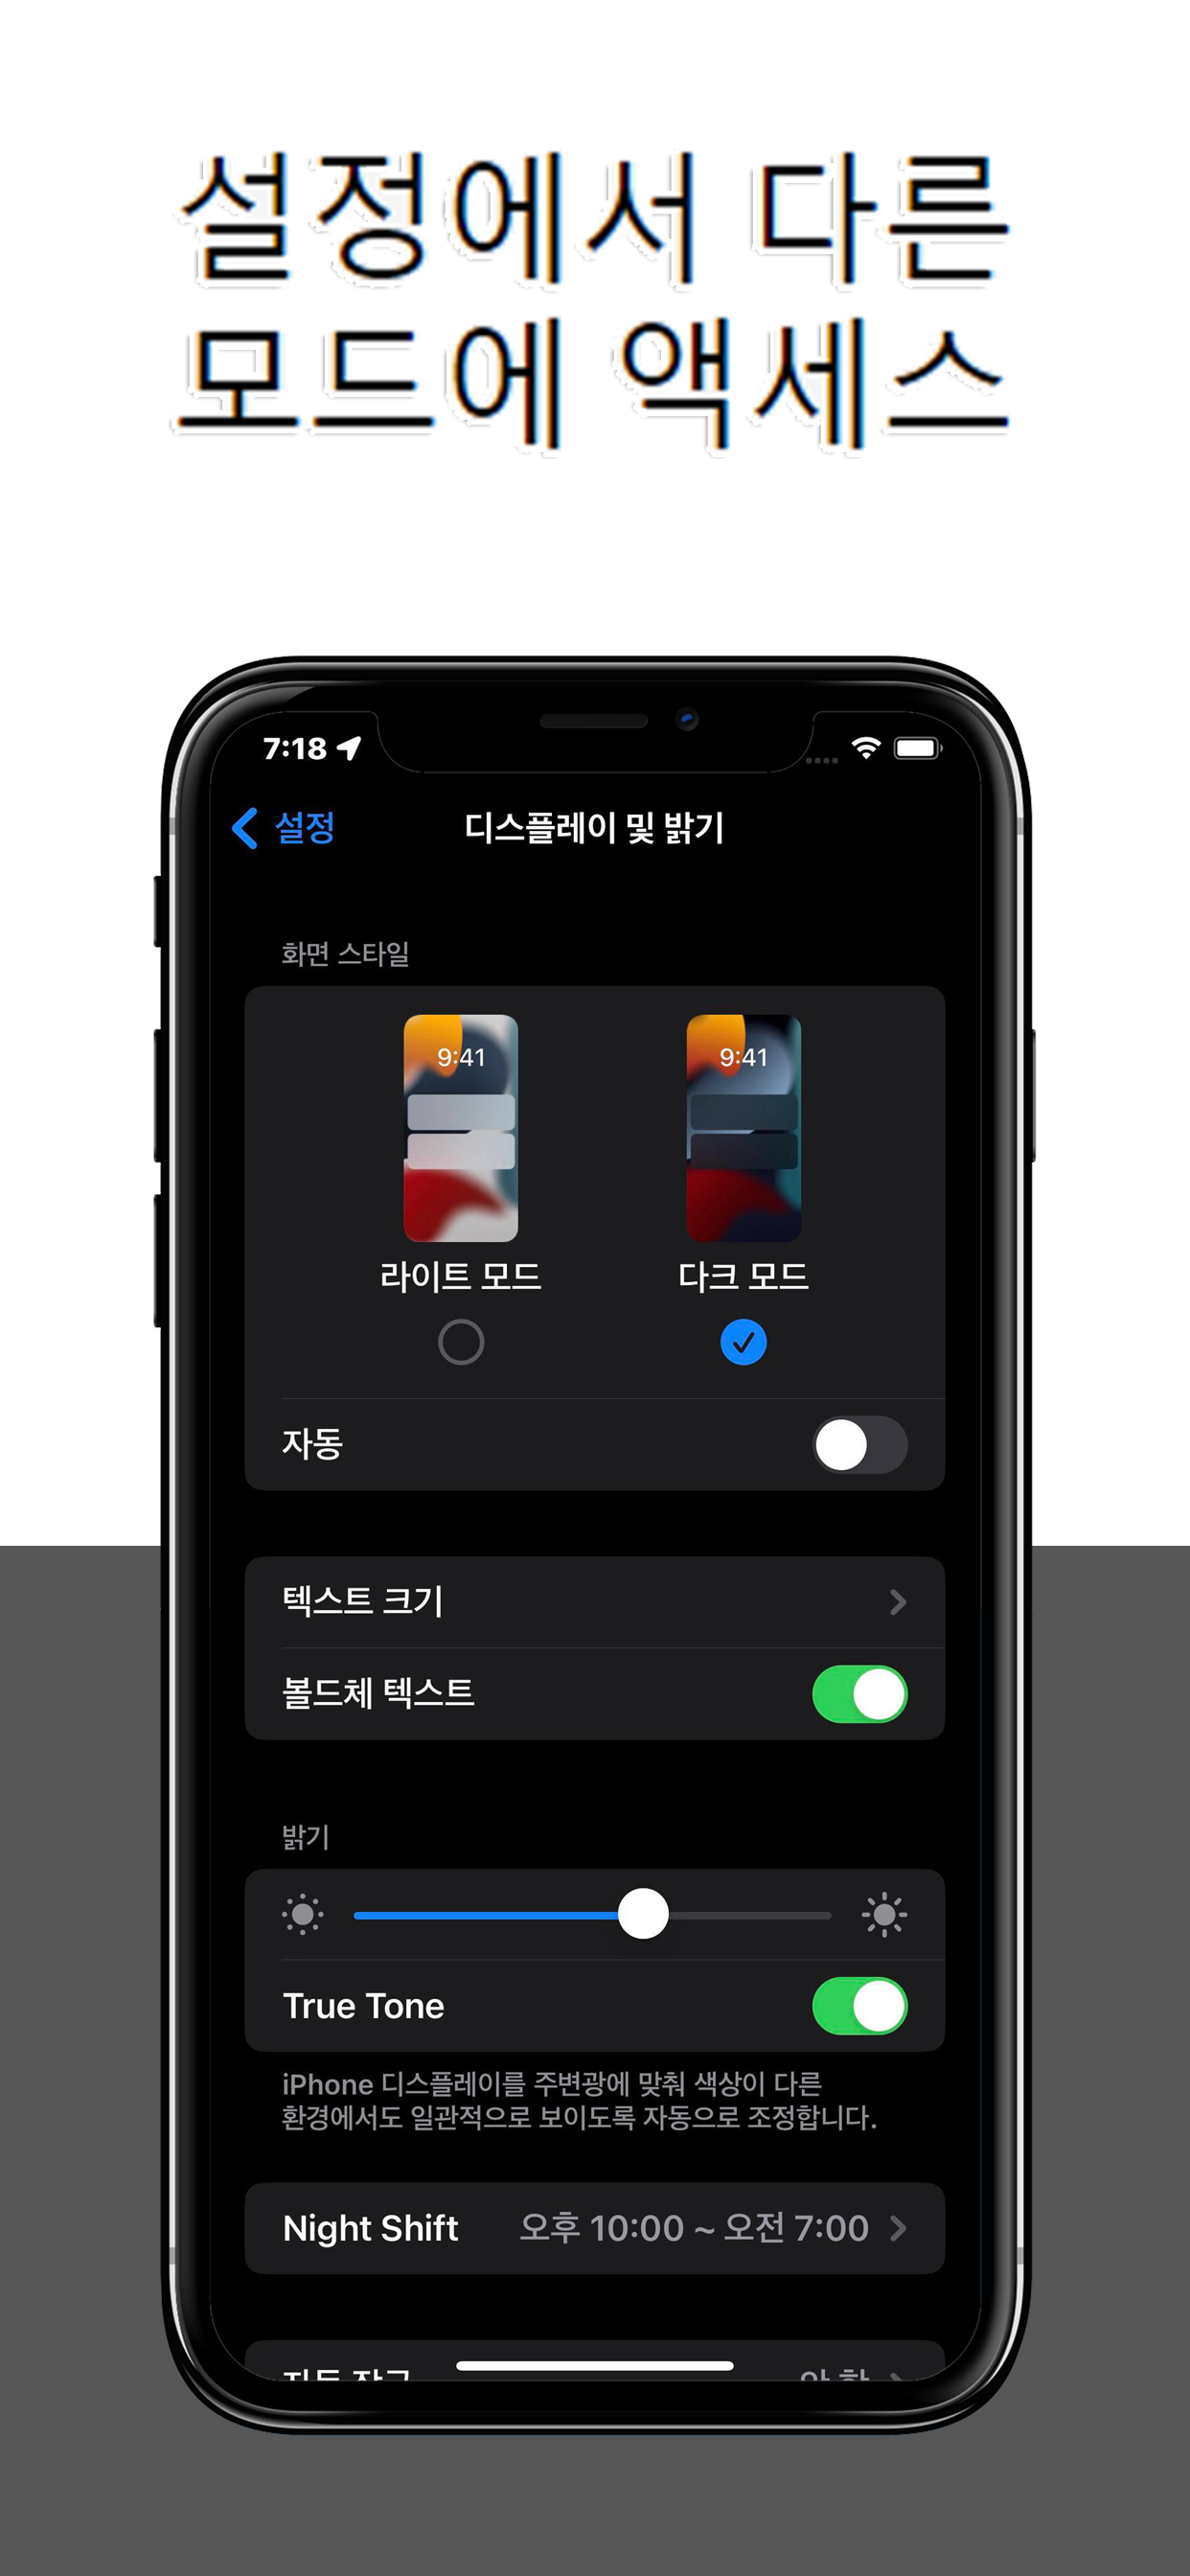 설정에서 다른
모드에 액세스
7:18
설정
디스플레이 및 밝기
화면 스타일
9:41
9:41
라이트 모드
다크 모드
자동
텍스트 크기
볼드체 텍스트
밝기
True Tone
iPhone 디스플레이를 주변광에 맞춰 색상이 다른
환경에서도 일관적으로 보이도록 자동으로 조정합니다.
Night Shift
오후 10:00 ~ 오전 7:00